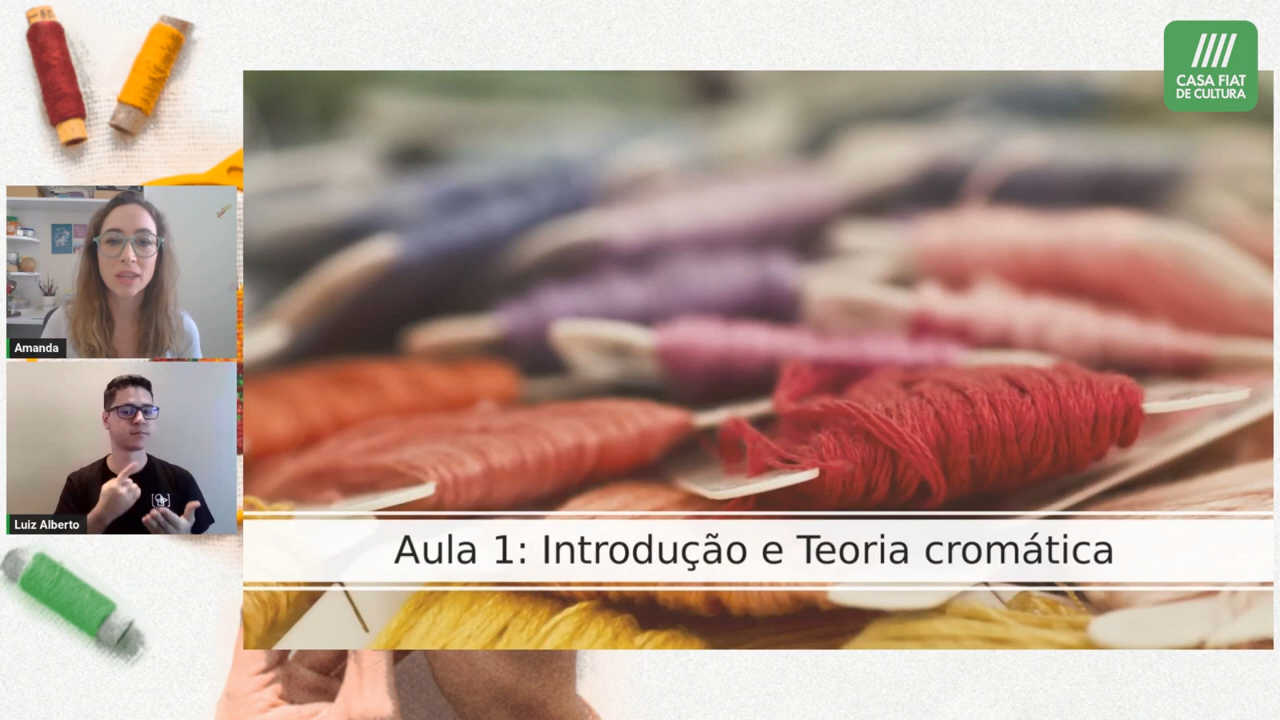 CASA FIAT
DE CULTURA
Amanda
Luiz Alberto
Aula 1: Introdução e Teoria cromática